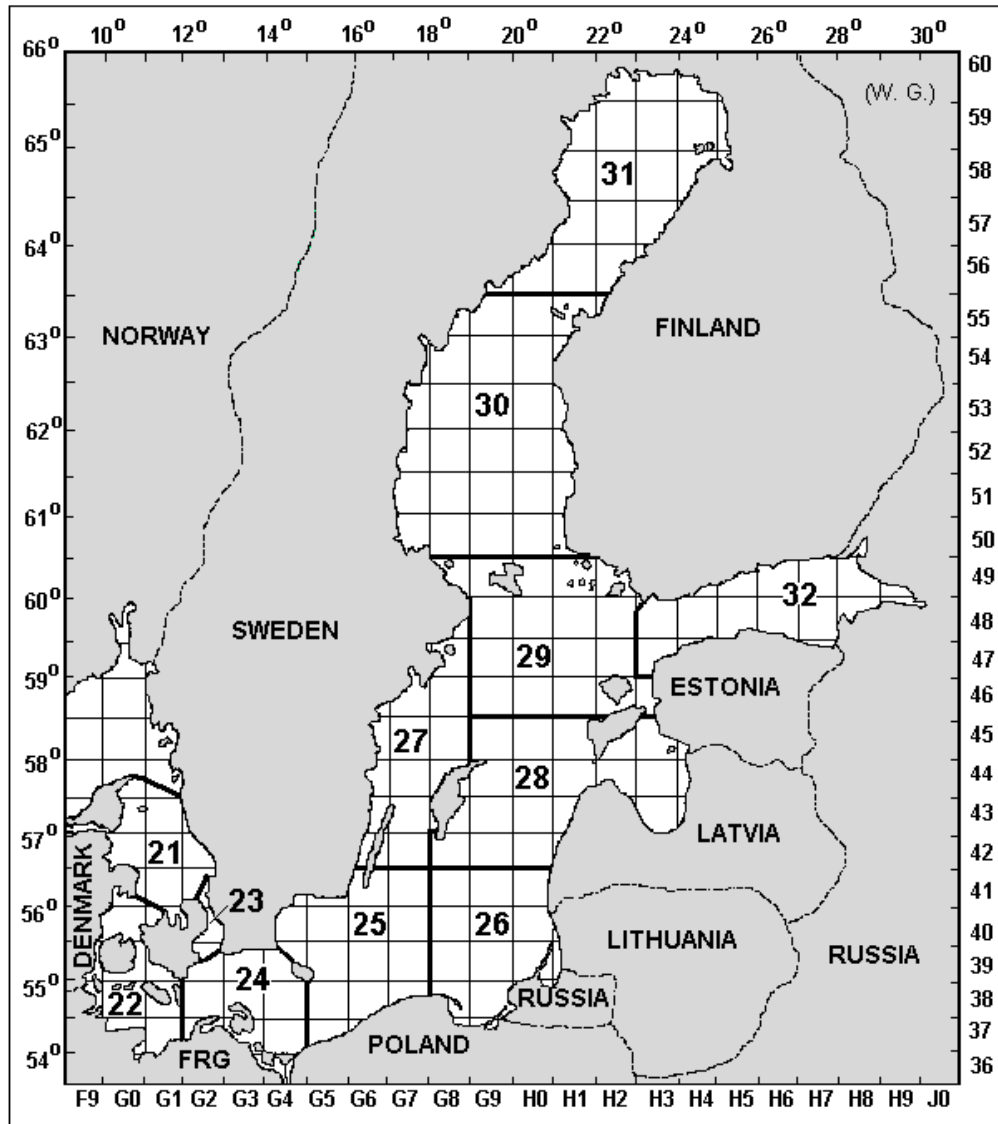 10⁰ 12⁰ 14⁰ 16⁰ 18⁰ 20⁰ 22⁰ 24⁰ 26⁰ 28⁰ 30⁰
66⁰ 60
(W. G.)
59
65⁰
31 58
57
64⁰
56
NORWAY FINLAND 55
63⁰
54
30 53
62⁰
52
51
61⁰
50
49
60⁰ 32
SWEDEN 48
29 47
59⁰ ESTONIA
46
27 45
58⁰
28 44
43
57⁰ LATVIA
21 42
DENMARK 23 41
56⁰
25 26 LITHUANIA RUSSIA 40
24 39
55⁰ RUSSIA
22 38
POLAND 37
54⁰ FRG 36
F9 G0 G1 G2 G3 G4 G5 G6 G7 G8 G9 H0 H1 H2 H3 H4 H5 H6 H7 H8 H9 J0